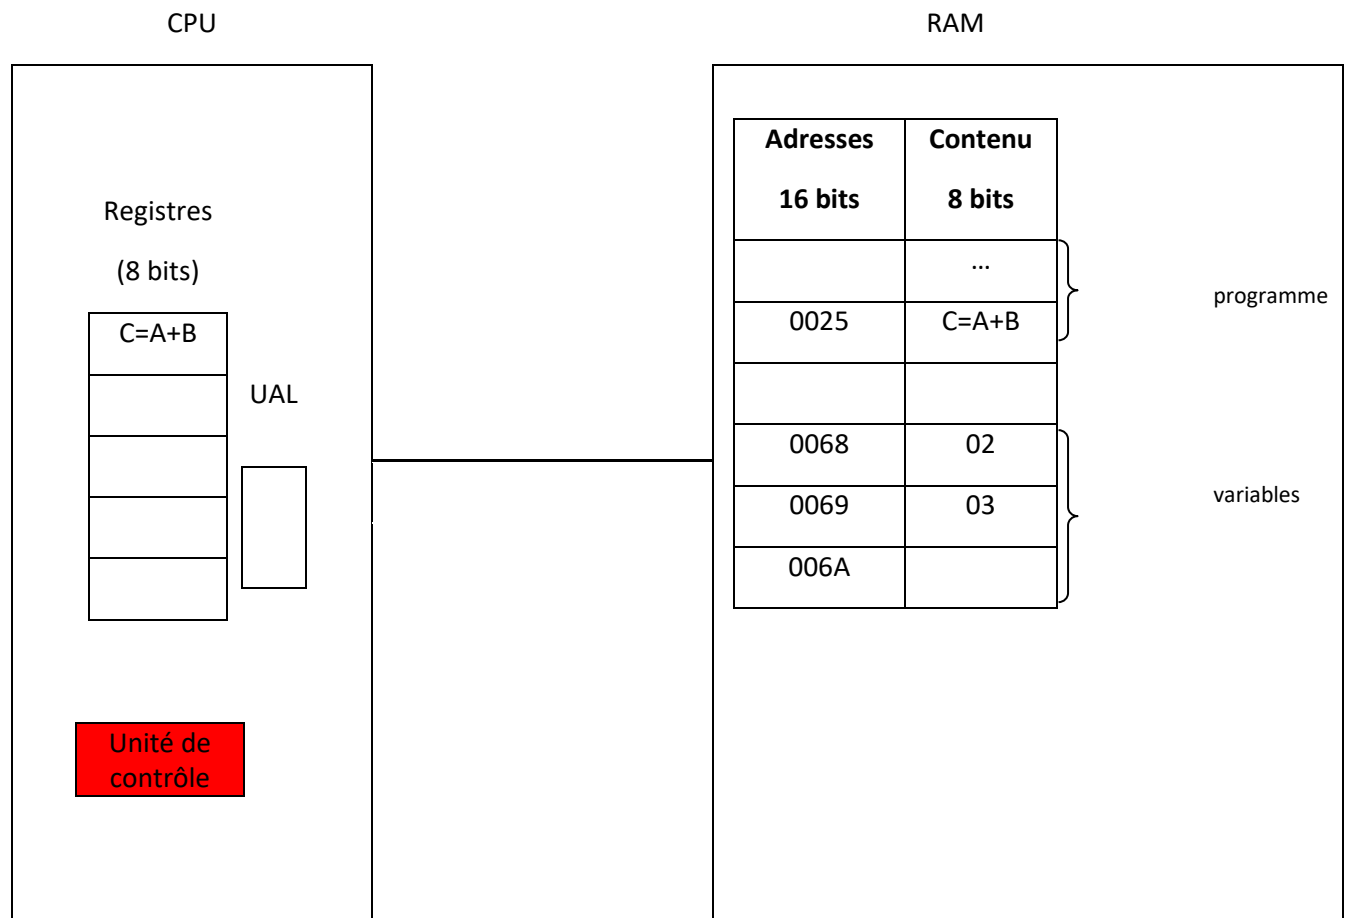 CPU
RAM
Registres
(8 bits)
C=A+B
UAL
Unité de
contrôle
Adresses Contenu
16 bits 8 bits
...
0025 C=A+B
0068 02
0069 03
006A
programme
variables